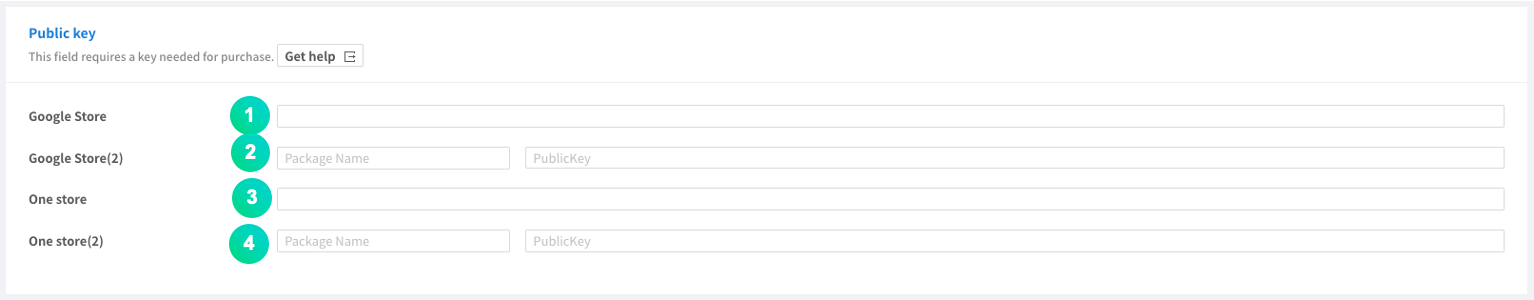 Public key
This field requires a key needed for purchase. Get help
Google Store 1
Google Store(2) 2 Package Name PublicKey
One store 3
One store(2) 4 Package Name PublicKey